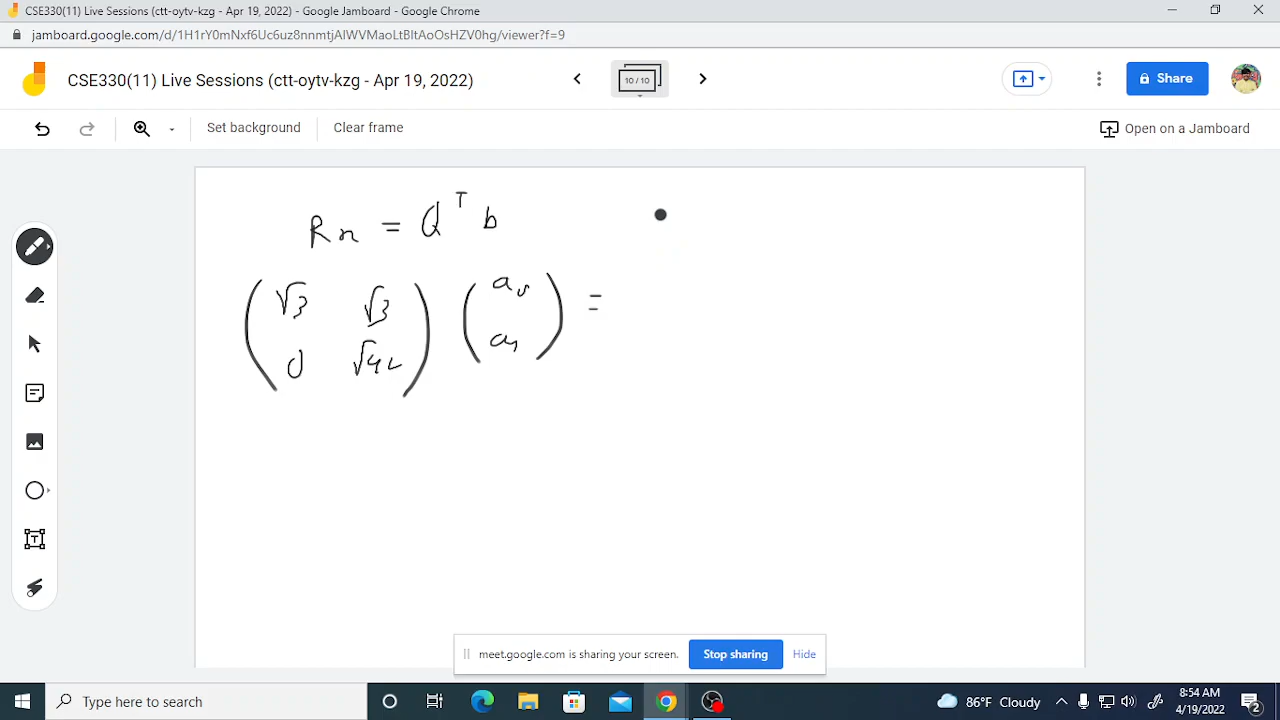 CSE330(11) Live Sessions (ctt-oytv-kzg - Apr 19, 2022) - Google Jamboard - Google Chrome
jamboard.google.com/d/1H1rY0mNxf6Uc6uz8nnmtjAIWVMaoLtBItAoOsHZV0hg/viewer?f=9
CSE330(11) Live Sessions (ctt-oytv-kzg - Apr 19, 2022)
10 / 10
Share
Set background
Clear frame
Open on a Jamboard
Rx = Q^T b
(√3 √3) (a₀) =
(0 √42) (a₁)
meet.google.com is sharing your screen.
Stop sharing
Hide
Type here to search
86°F Cloudy
8:54 AM
4/19/2022
2